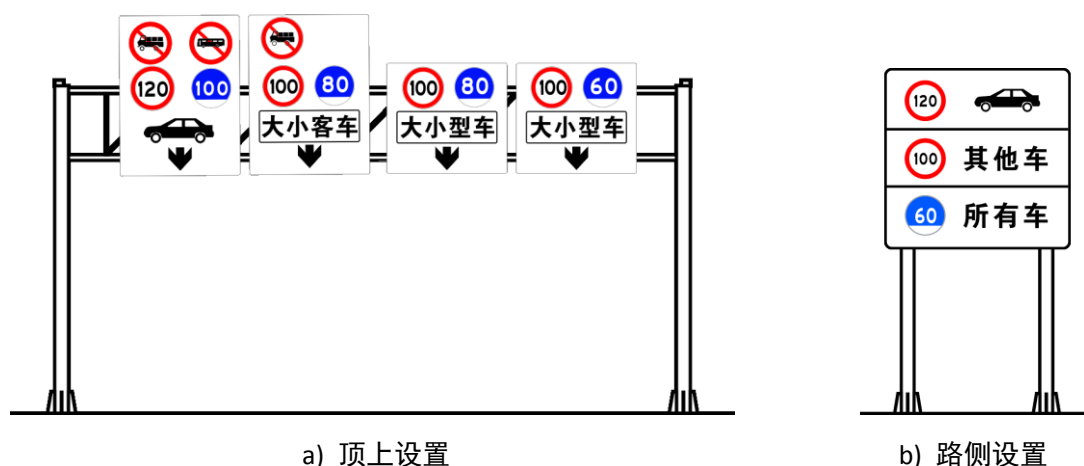 120 100
100 80
大小客车
100 80
大小型车
100 60
大小型车
120
100 其他车
60 所有车
a) 顶上设置
b) 路侧设置